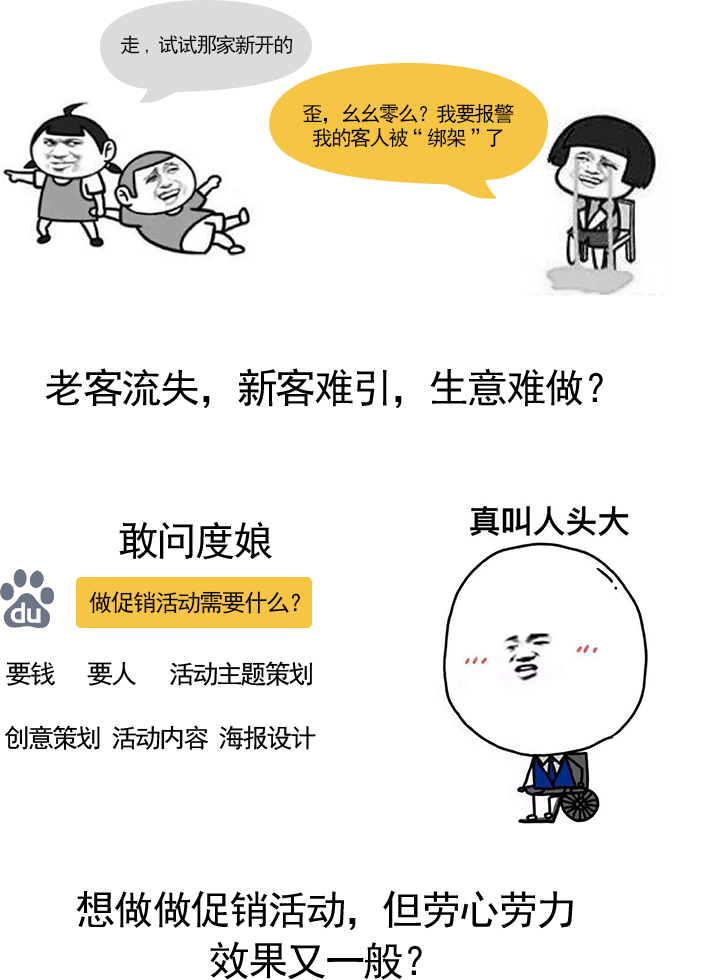 走，试试那家新开的
歪，幺幺零么？我要报警
我的客人被“绑架”了
老客流失，新客难引，生意难做？
敢问度娘
真叫人头大
du
做促销活动需要什么？
要钱 要人 活动主题策划
创意策划 活动内容 海报设计
想做做促销活动，但劳心劳力
效果又一般？